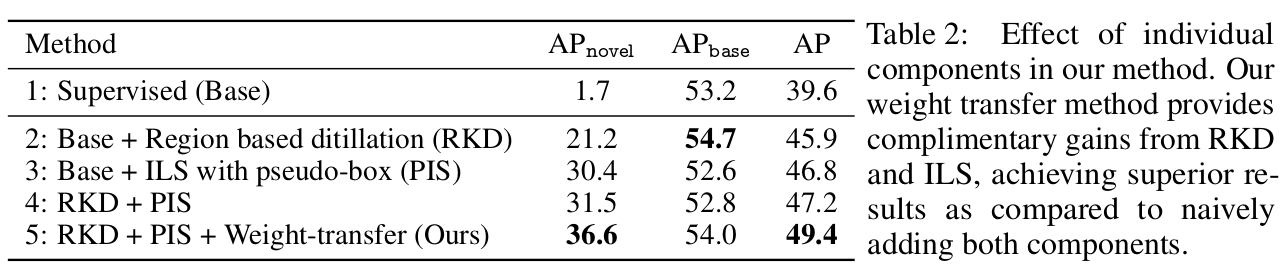 Method AP_novel AP_base AP
1: Supervised (Base) 1.7 53.2 39.6
2: Base + Region based ditillation (RKD) 21.2 54.7 45.9
3: Base + ILS with pseudo-box (PIS) 30.4 52.6 46.8
4: RKD + PIS 31.5 52.8 47.2
5: RKD + PIS + Weight-transfer (Ours) 36.6 54.0 49.4
Table 2: Effect of individual
components in our method. Our
weight transfer method provides
complimentary gains from RKD
and ILS, achieving superior re-
sults as compared to naively
adding both components.